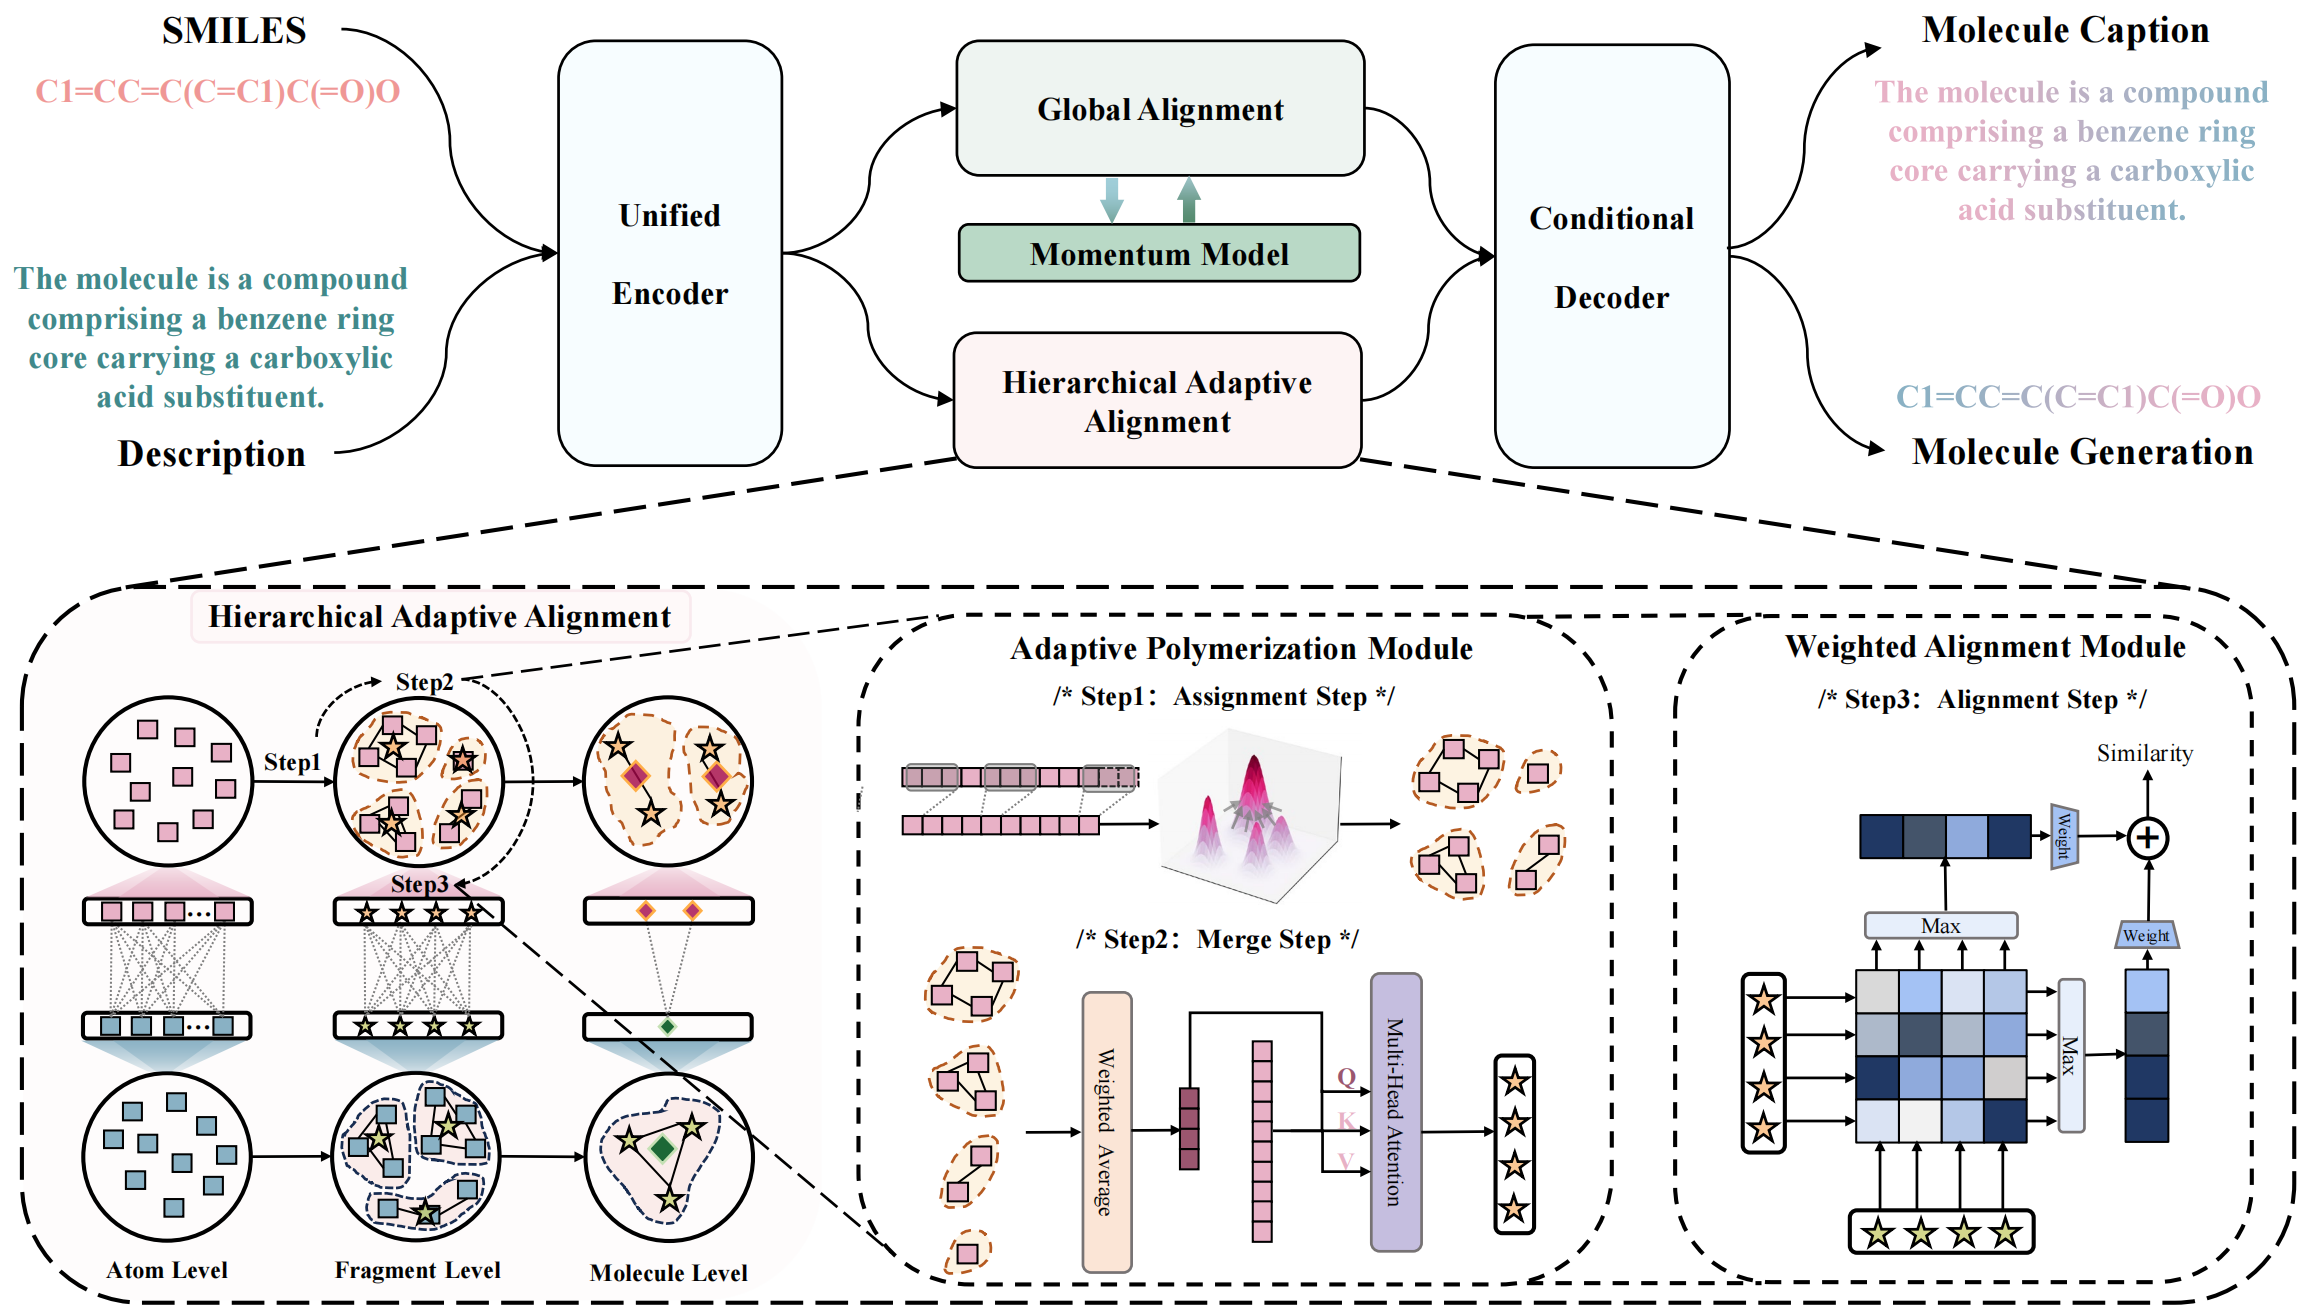 SMILES
C1=CC=C(C=C1)C(=O)O
The molecule is a compound
comprising a benzene ring
core carrying a carboxylic
acid substituent.
Description
Unified
Encoder
Global Alignment
Momentum Model
Hierarchical Adaptive
Alignment
Conditional
Decoder
Molecule Caption
The molecule is a compound
comprising a benzene ring
core carrying a carboxylic
acid substituent.
C1=CC=C(C=C1)C(=O)O
Molecule Generation
Hierarchical Adaptive Alignment
Step1
Step2
Step3
...
...
Atom Level
Fragment Level
Molecule Level
Adaptive Polymerization Module
/* Step1: Assignment Step */
/* Step2: Merge Step */
Weighted Average
Q
K
V
Multi-Head Attention
Weighted Alignment Module
/* Step3: Alignment Step */
Similarity
Weight
+
Max
Weight
Max